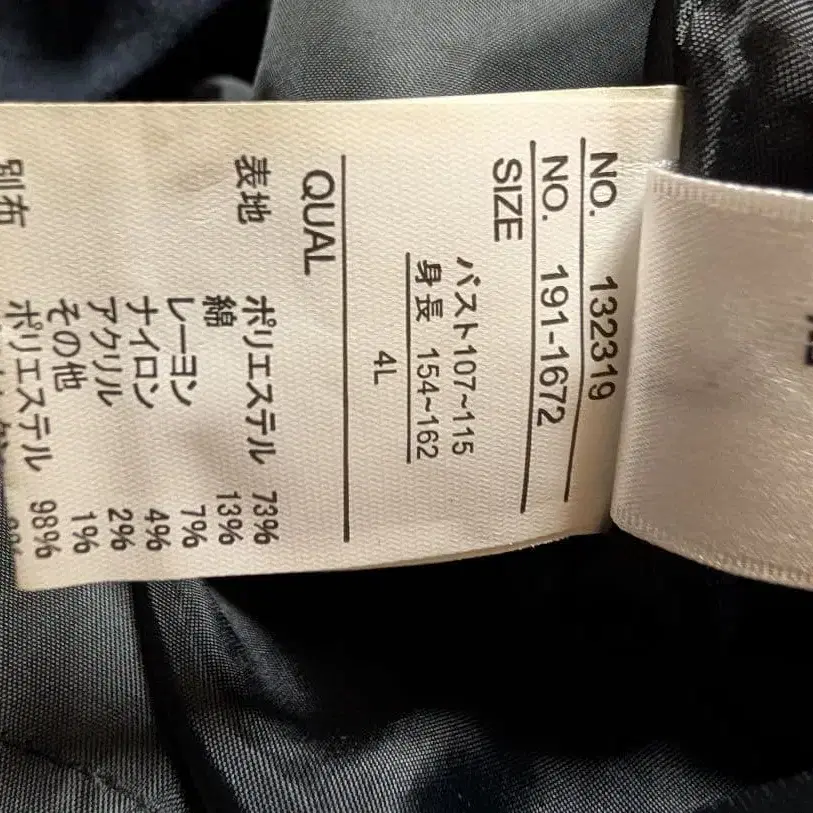 NO. 132319
NO. 191-1672
SIZE
バスト107~115
身長 154~162
4L
QUAL
表地
ポリエステル 73%
綿 13%
レーヨン 7%
ナイロン 4%
アクリル 2%
その他 1%
別布
ポリエステル 98%